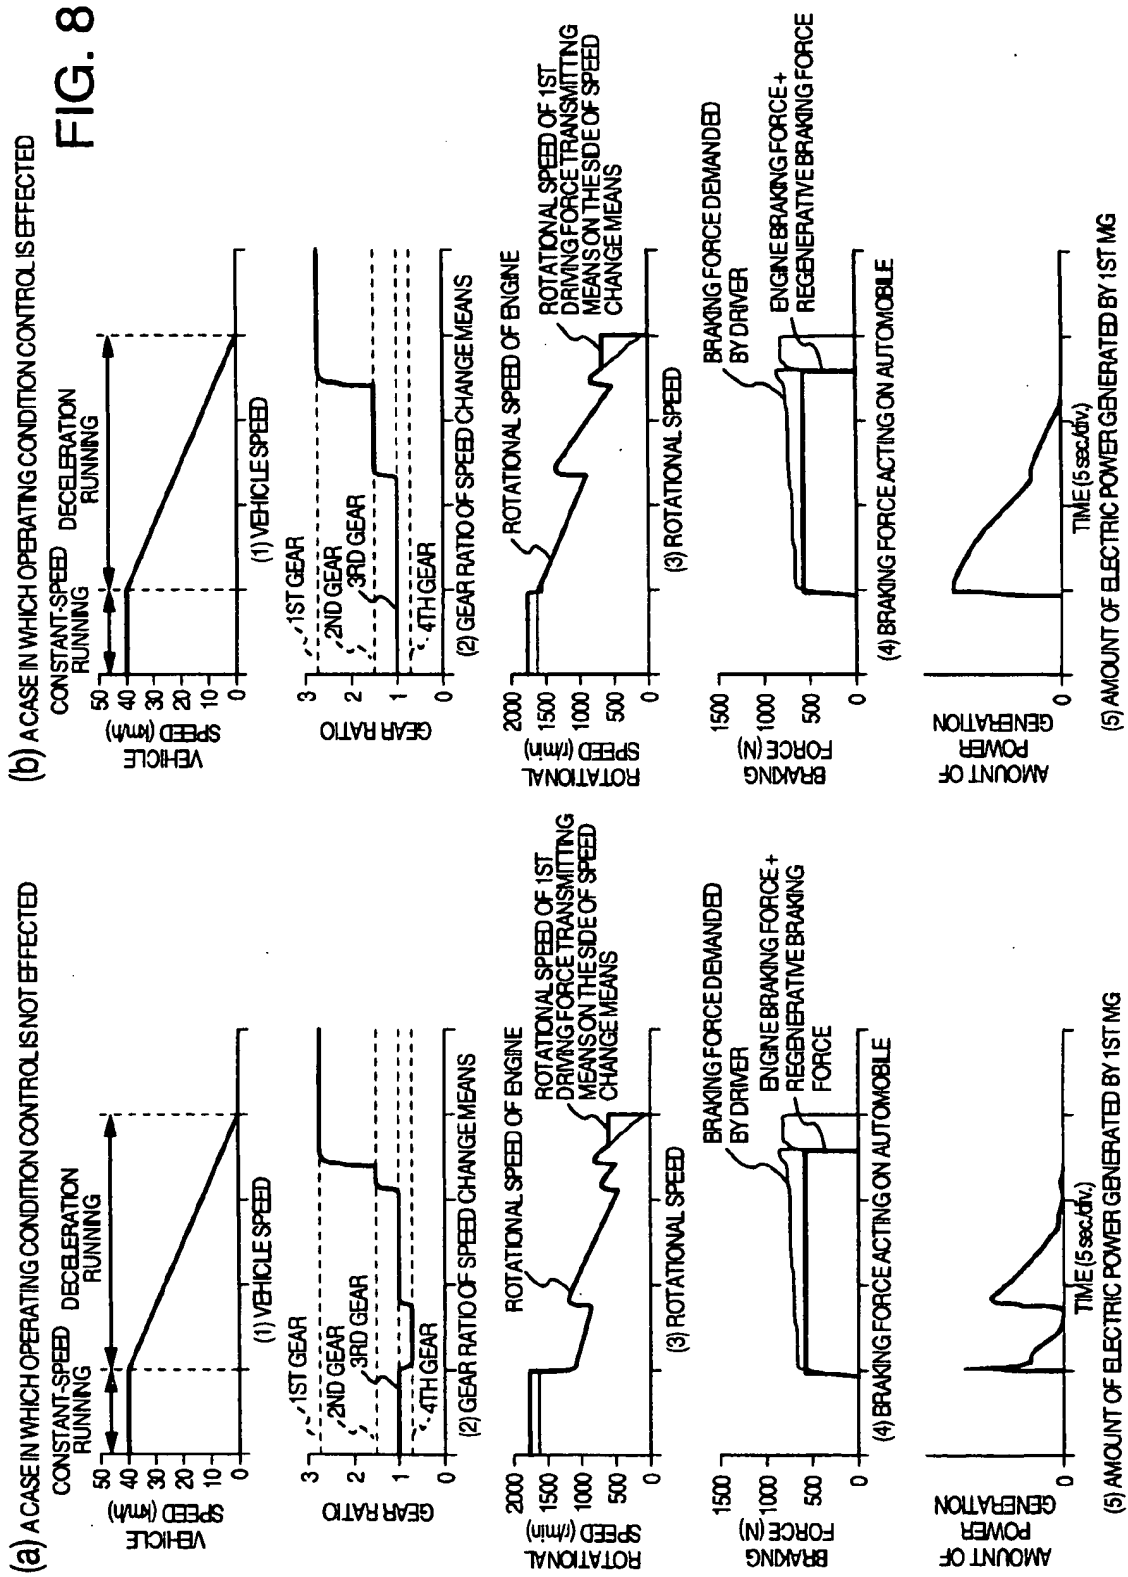 FIG. 8
(a) A CASE IN WHICH OPERATING CONDITION CONTROL IS NOT EFFECTED
CONSTANT-SPEED
RUNNING
DECELERATION
RUNNING
VEHICLE
SPEED (km/h)
50
40
30
20
10
0
(1) VEHICLE SPEED
1ST GEAR
2ND GEAR
3RD GEAR
4TH GEAR
GEAR RATIO
3
2
1
0
(2) GEAR RATIO OF SPEED CHANGE MEANS
ROTATIONAL SPEED OF ENGINE
ROTATIONAL SPEED OF 1ST
DRIVING FORCE TRANSMITTING
MEANS ON THE SIDE OF SPEED
CHANGE MEANS
ROTATIONAL
SPEED (r/min)
2000
1500
1000
500
0
(3) ROTATIONAL SPEED
BRAKING FORCE DEMANDED
BY DRIVER
ENGINE BRAKING FORCE +
REGENERATIVE BRAKING
FORCE
BRAKING
FORCE (N)
1500
1000
500
0
(4) BRAKING FORCE ACTING ON AUTOMOBILE
AMOUNT OF
POWER
GENERATION
0
TIME (5 sec/div.)
(5) AMOUNT OF ELECTRIC POWER GENERATED BY 1ST MG
(b) A CASE IN WHICH OPERATING CONDITION CONTROL IS EFFECTED
CONSTANT-SPEED
RUNNING
DECELERATION
RUNNING
VEHICLE
SPEED (km/h)
50
40
30
20
10
0
(1) VEHICLE SPEED
1ST GEAR
2ND GEAR
3RD GEAR
4TH GEAR
GEAR RATIO
3
2
1
0
(2) GEAR RATIO OF SPEED CHANGE MEANS
ROTATIONAL SPEED OF ENGINE
ROTATIONAL SPEED OF 1ST
DRIVING FORCE TRANSMITTING
MEANS ON THE SIDE OF SPEED
CHANGE MEANS
ROTATIONAL
SPEED (r/min)
2000
1500
1000
500
0
(3) ROTATIONAL SPEED
BRAKING FORCE DEMANDED
BY DRIVER
ENGINE BRAKING FORCE +
REGENERATIVE BRAKING FORCE
BRAKING
FORCE (N)
1500
1000
500
0
(4) BRAKING FORCE ACTING ON AUTOMOBILE
AMOUNT OF
POWER
GENERATION
0
TIME (5 sec/div.)
(5) AMOUNT OF ELECTRIC POWER GENERATED BY 1ST MG